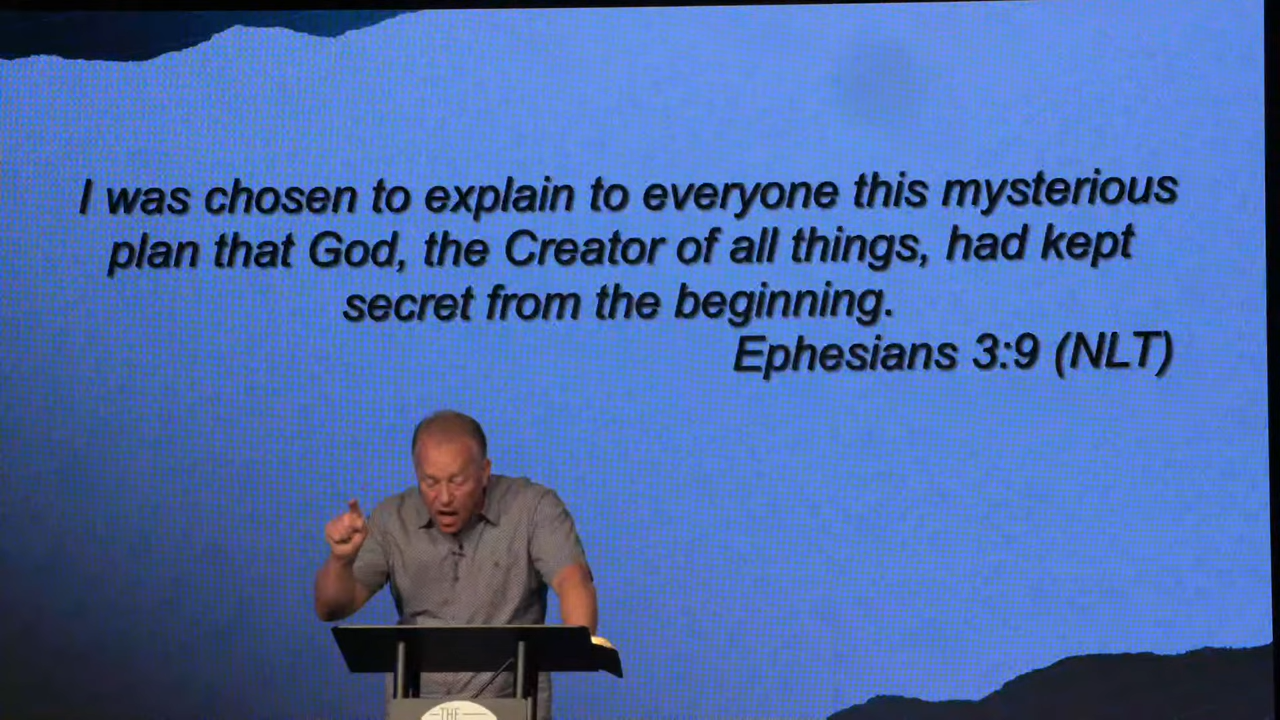 I was chosen to explain to everyone this mysterious
plan that God, the Creator of all things, had kept
secret from the beginning.
Ephesians 3:9 (NLT)
THE